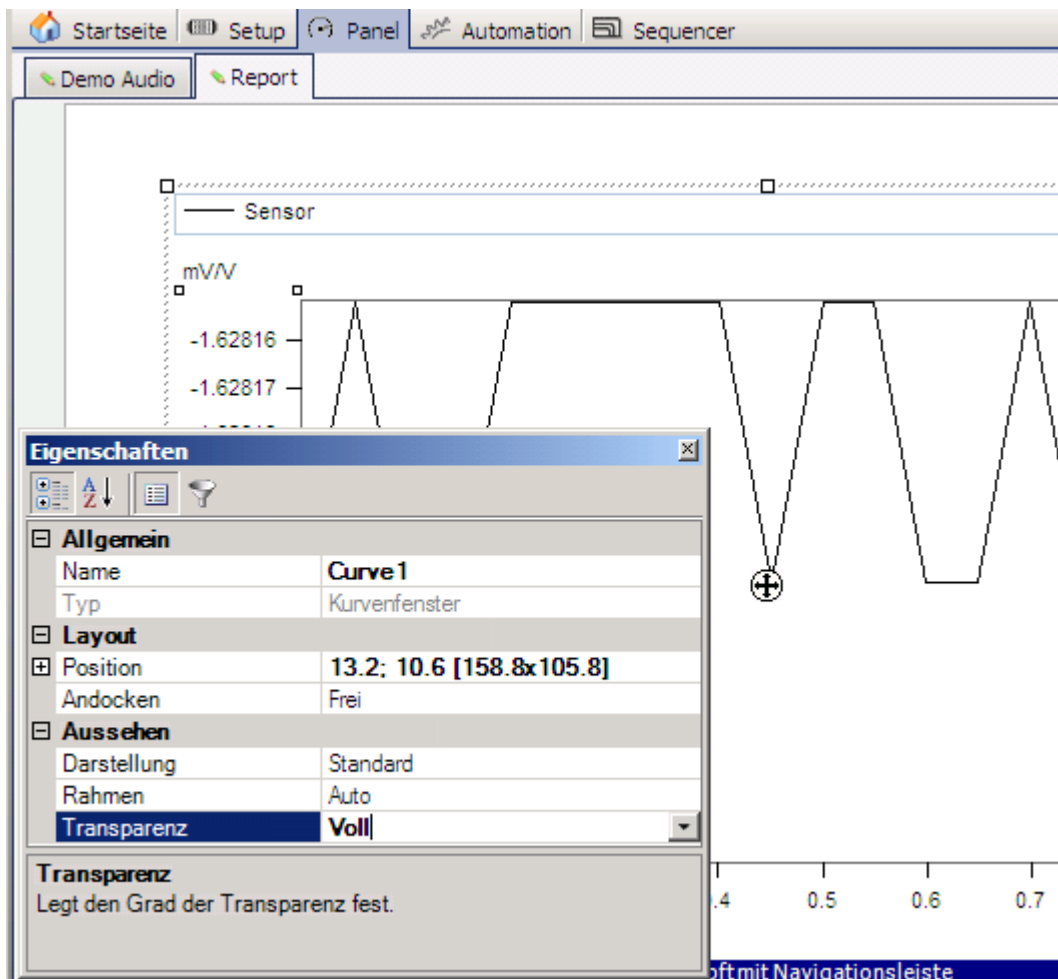 Startseite Setup Panel Automation Sequencer
Demo Audio Report
Sensor
mV/V
-1.62816
-1.62817
Eigenschaften
Allgemein
Name Curve1
Typ Kurvenfenster
Layout
Position 13.2; 10.6 [158.8x105.8]
Andocken Frei
Aussehen
Darstellung Standard
Rahmen Auto
Transparenz Voll
Transparenz
Legt den Grad der Transparenz fest.
.4 0.5 0.6 0.7
oft mit Navigationsleiste